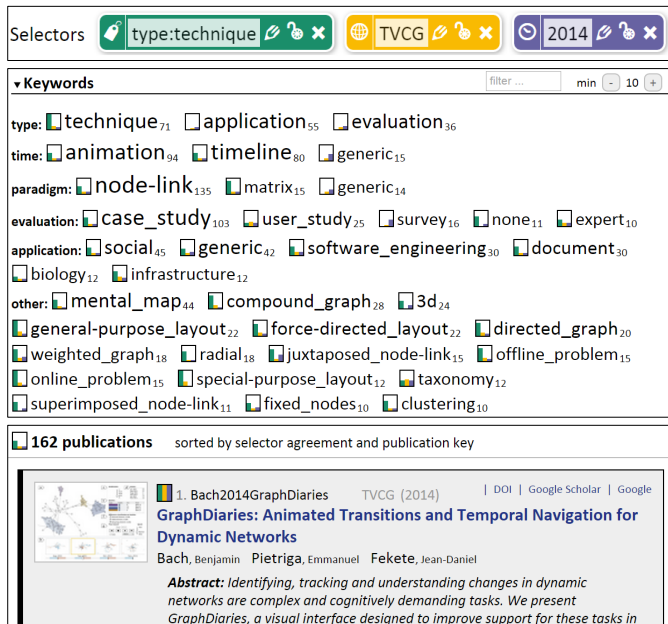 Selectors type:technique TVCG 2014
▾Keywords filter ... min - 10 +
type: technique71 application55 evaluation36
time: animation94 timeline80 generic15
paradigm: node-link135 matrix15 generic14
evaluation: case_study103 user_study25 survey16 none11 expert10
application: social45 generic42 software_engineering30 document30
biology12 infrastructure12
other: mental_map44 compound_graph28 3d24
general-purpose_layout22 force-directed_layout22 directed_graph20
weighted_graph18 radial18 juxtaposed_node-link15 offline_problem15
online_problem15 special-purpose_layout12 taxonomy12
superimposed_node-link11 fixed_nodes10 clustering10
162 publications sorted by selector agreement and publication key
1. Bach2014GraphDiaries TVCG (2014) | DOI | Google Scholar | Google
GraphDiaries: Animated Transitions and Temporal Navigation for
Dynamic Networks
Bach, Benjamin Pietriga, Emmanuel Fekete, Jean-Daniel
Abstract: Identifying, tracking and understanding changes in dynamic
networks are complex and cognitively demanding tasks. We present
GraphDiaries, a visual interface designed to improve support for these tasks in